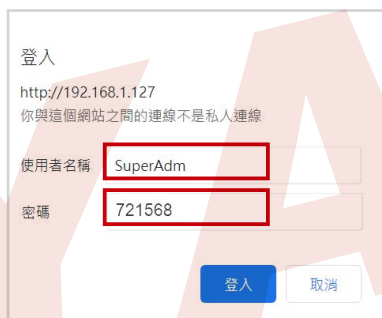 登入
http://192.168.1.127
你與這個網站之間的連線不是私人連線
使用者名稱 SuperAdm
密碼 721568
登入 取消